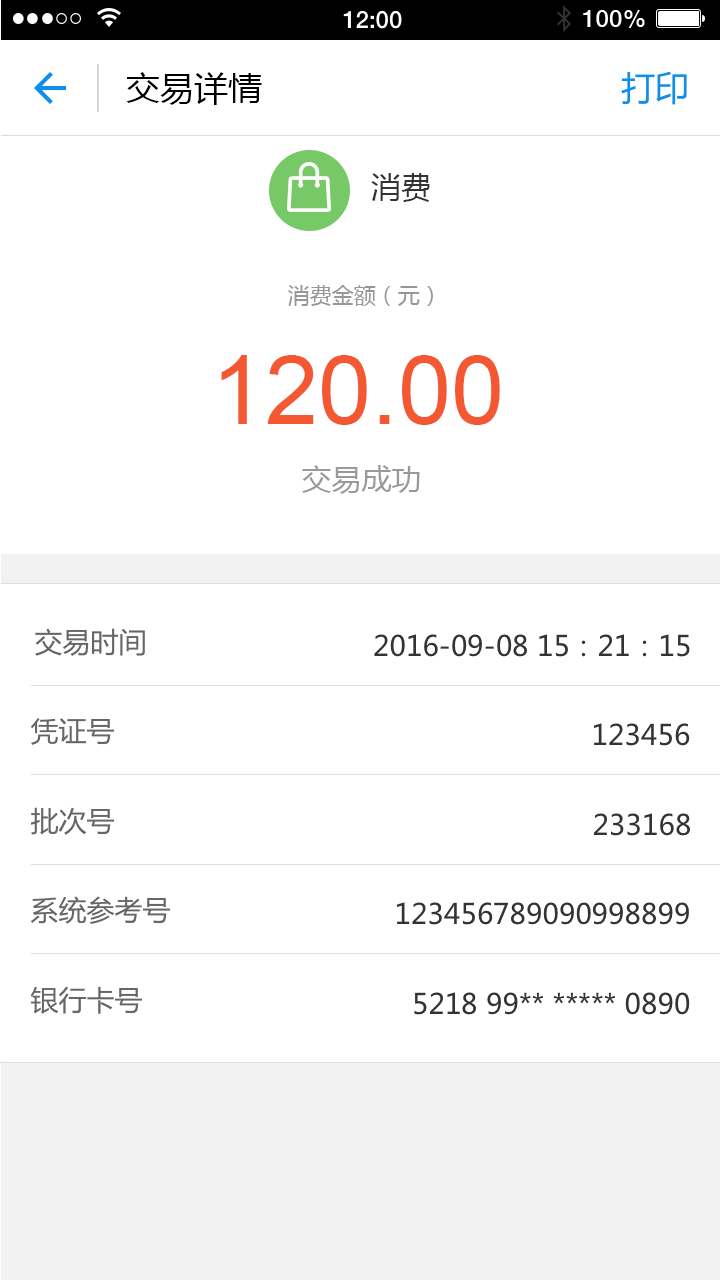 12:00 100%
交易详情 打印
消费
消费金额（元）
120.00
交易成功
交易时间 2016-09-08 15：21：15
凭证号 123456
批次号 233168
系统参考号 123456789090998899
银行卡号 5218 99** ***** 0890